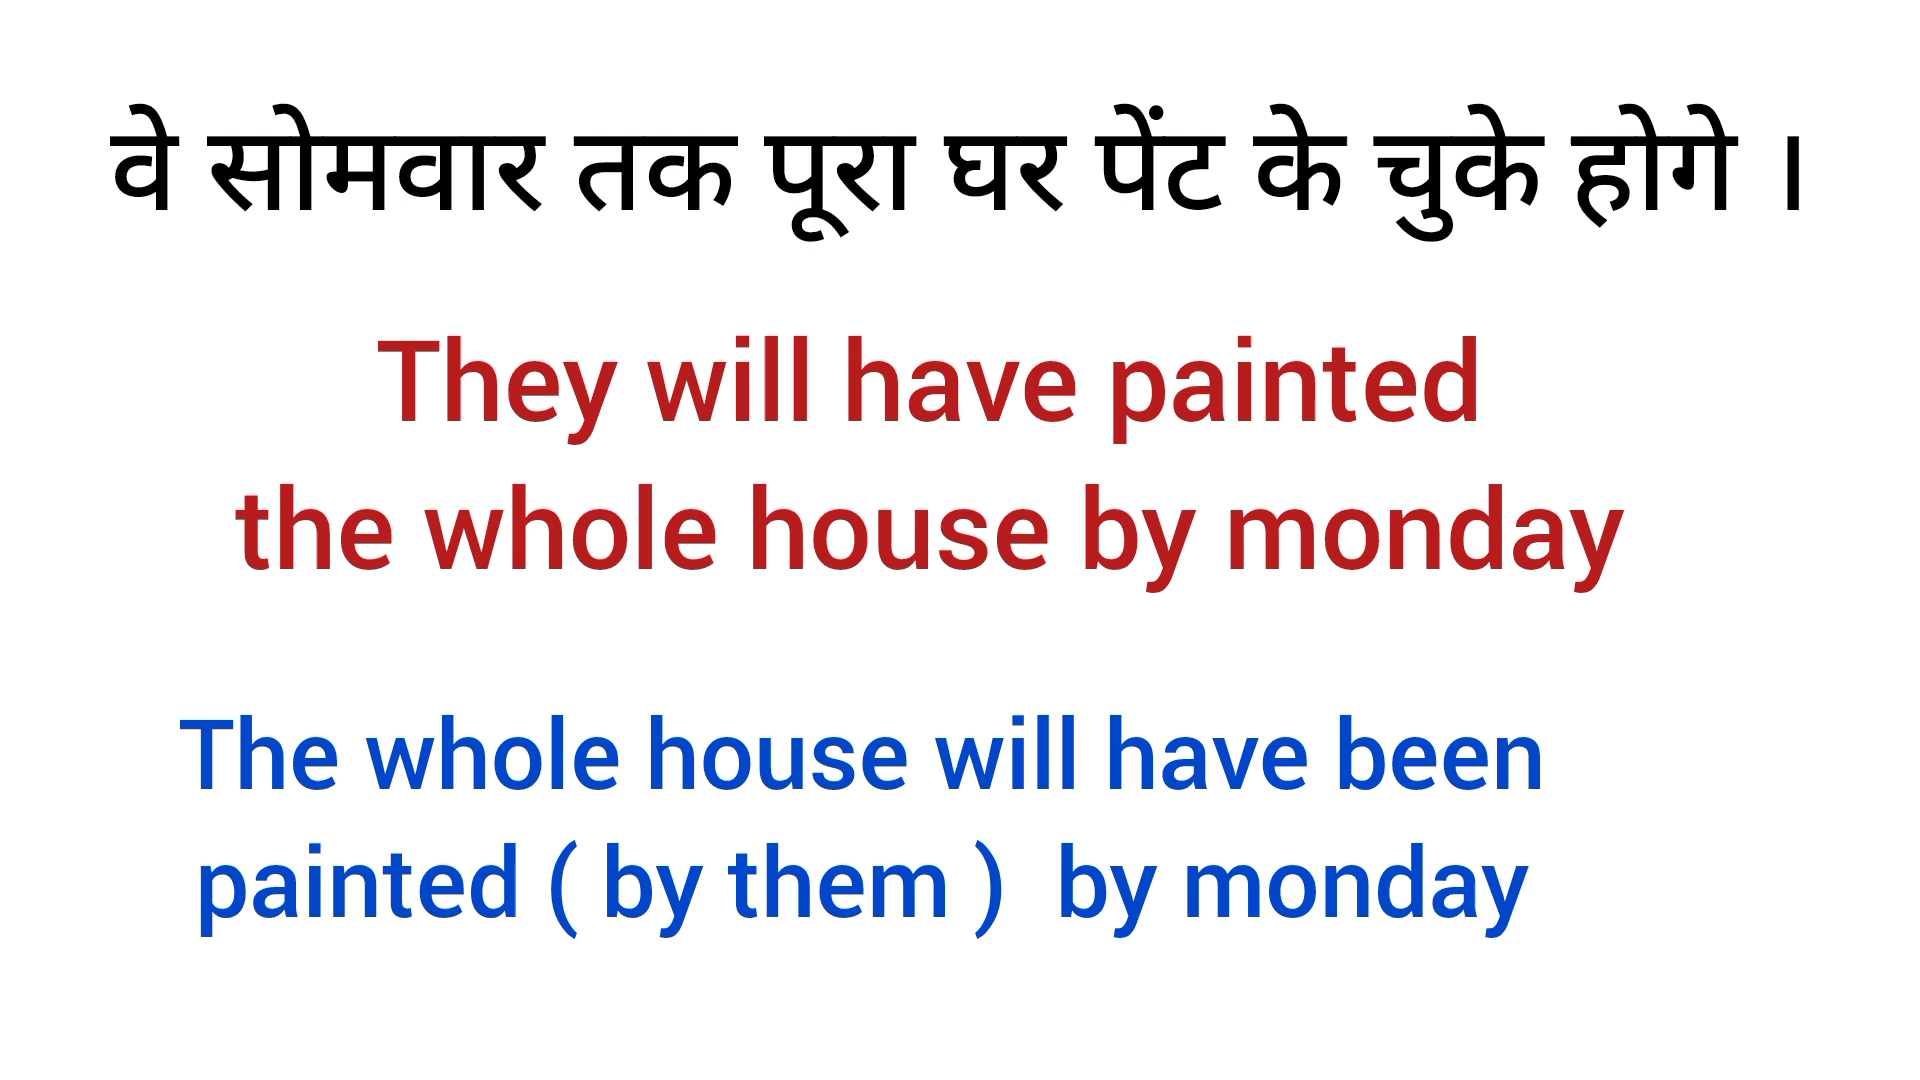 वे सोमवार तक पूरा घर पेंट के चुके होगे ।
They will have painted
the whole house by monday
The whole house will have been
painted ( by them ) by monday